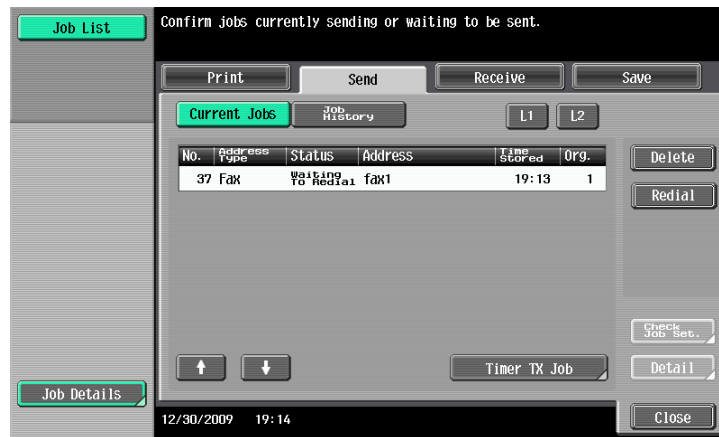 Job List
Confirm jobs currently sending or waiting to be sent.
Print
Send
Receive
Save
Current Jobs
Job
History
L1
L2
No. Address Type Status Address Time Stored Org.
37 Fax Waiting To Redial fax1 19:13 1
Delete
Redial
Check
Job Set.
Timer TX Job
Detail
Job Details
12/30/2009 19:14
Close